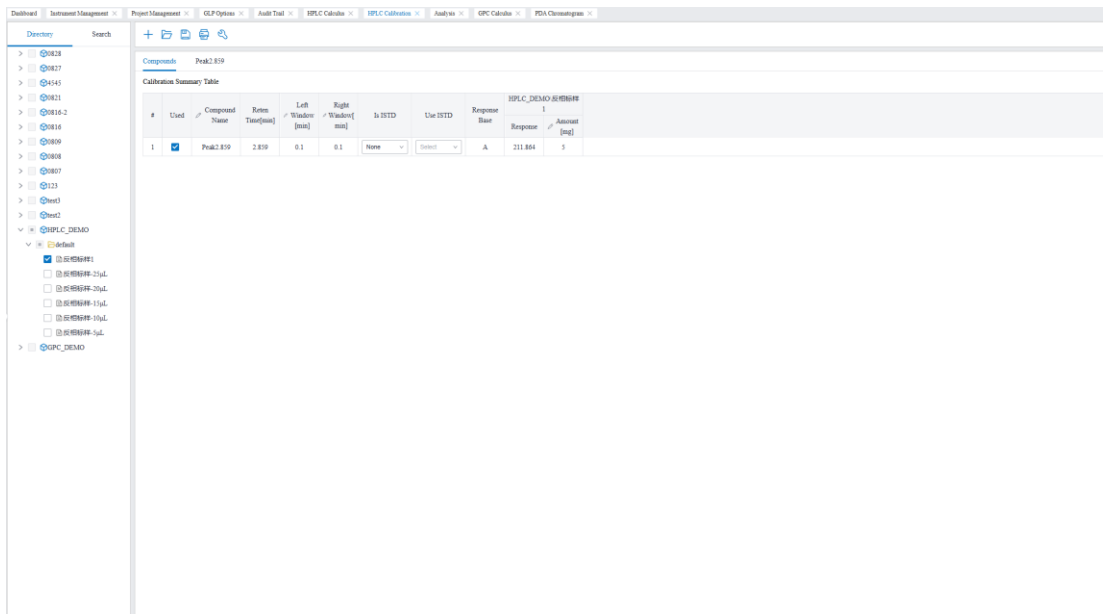 Dashboard Instrument Management × Project Management × GLP Options × Audit Trail × HPLC Calculus × HPLC Calibration × Analysis × GPC Calculus × PDA Chromatogram ×
Directory Search
0828
0827
4545
0821
0816-2
0816
0809
0808
0807
123
test3
test2
HPLC_DEMO
default
反相标样1
反相标样-25μL
反相标样-20μL
反相标样-15μL
反相标样-10μL
反相标样-5μL
GPC_DEMO
Compounds Peak2.859
Calibration Summary Table
# Used Compound Name Reten Time[min] Left Window [min] Right Window[ min] Is ISTD Use ISTD Response Base HPLC_DEMO\反相标样 1
Response Amount [mg]
1 Peak2.859 2.859 0.1 0.1 None Select A 211.864 5